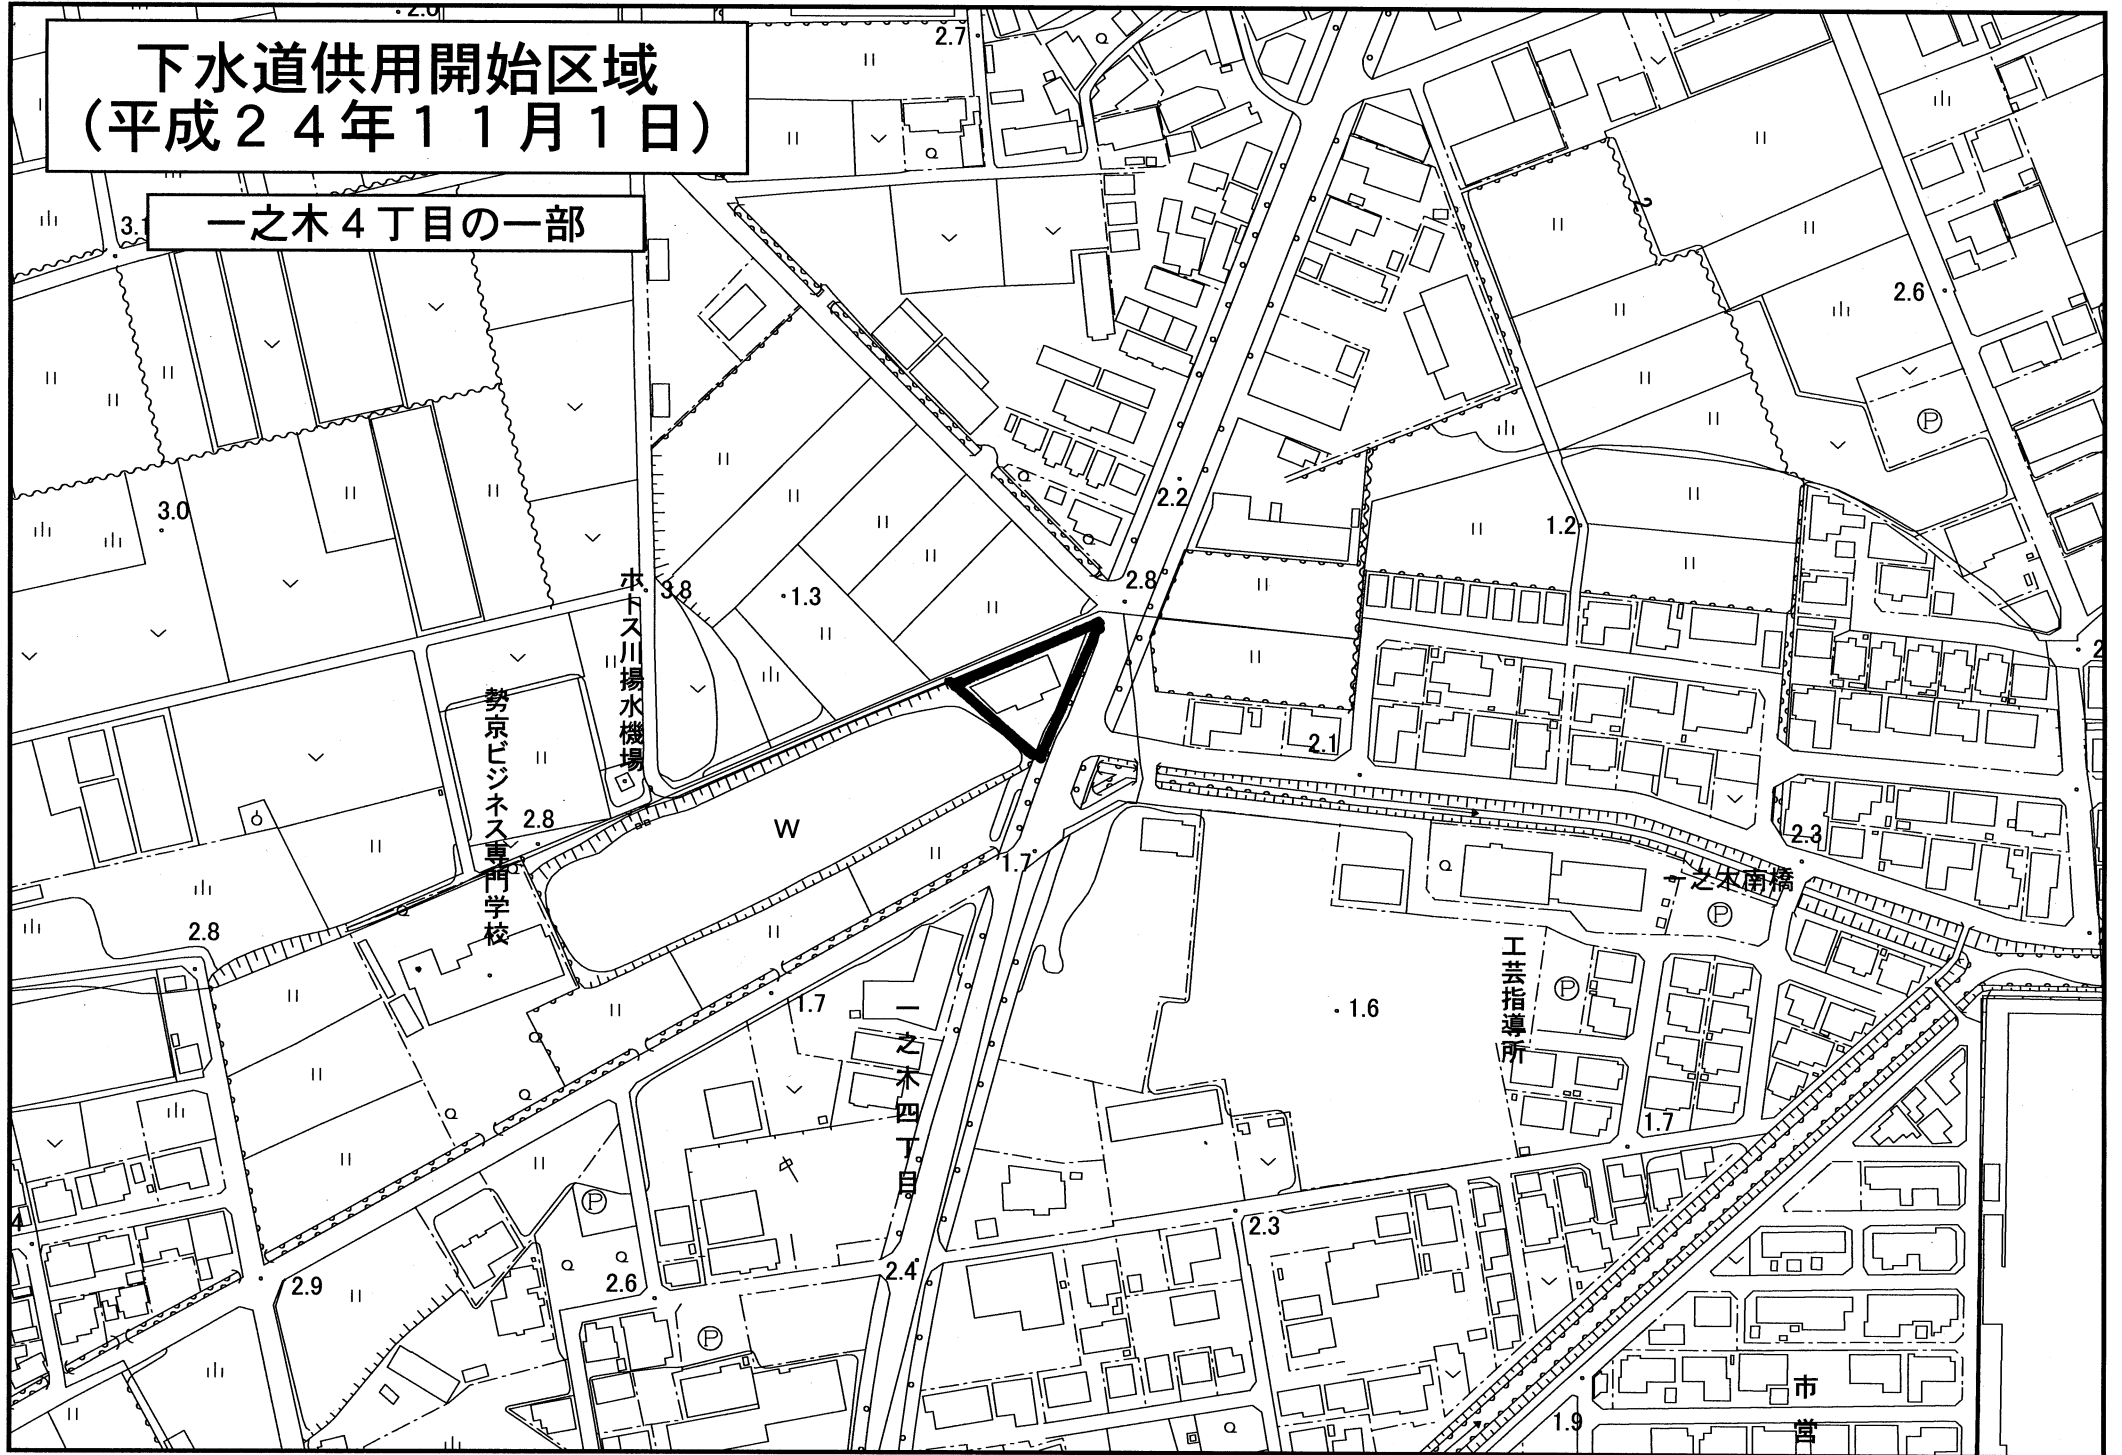 下水道供用開始区域
（平成２４年１１月１日）
一之木４丁目の一部
2.0
2.7
3.1
2.6
3.0
2.2
1.2
2.8
3.8
1.3
ホトス川揚水機場
勢京ビジネス専門学校
2.1
2.8
W
1.7
2.3
一之木南橋
2.8
1.7
一之木四丁目
1.6
工芸指導所
P
P
P
1.7
P
2.3
2.4
2.9
2.6
P
1.9
市営